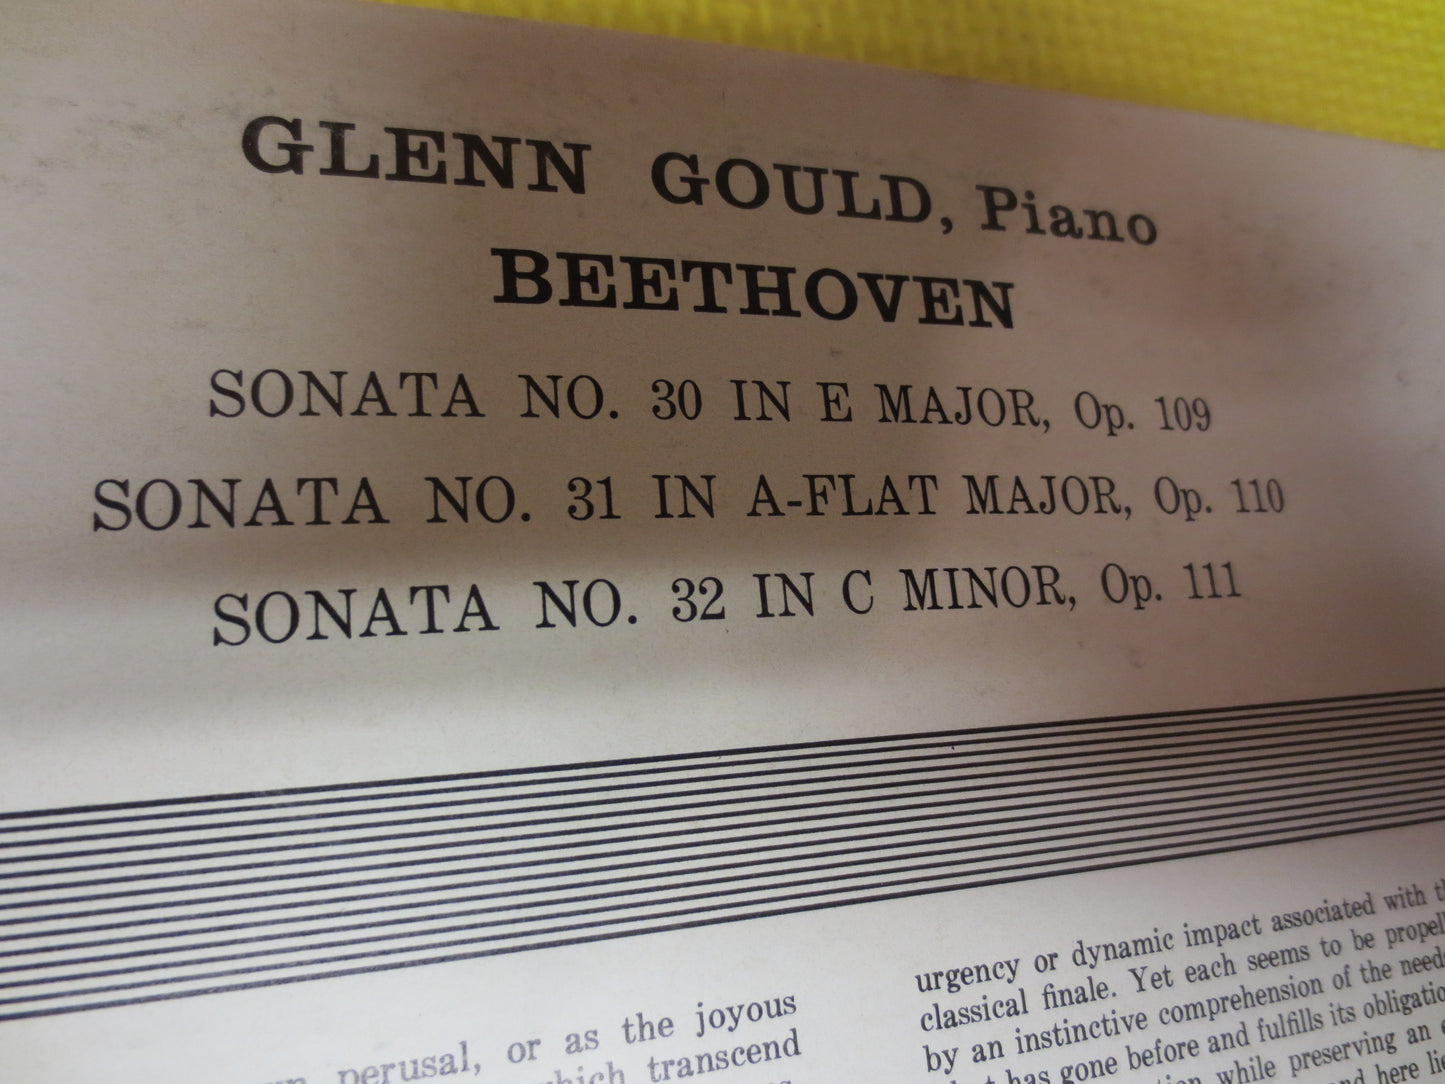 GLENN GOULD, Piano
BEETHOVEN
SONATA NO. 30 IN E MAJOR, Op. 109
SONATA NO. 31 IN A-FLAT MAJOR, Op. 110
SONATA NO. 32 IN C MINOR, Op. 111
perusal, or as the joyous
which transcend
urgency or dynamic impact associated with
classical finale. Yet each seems to be
by an instinctive comprehension of the
has gone before and fulfills its
while preserving an
here